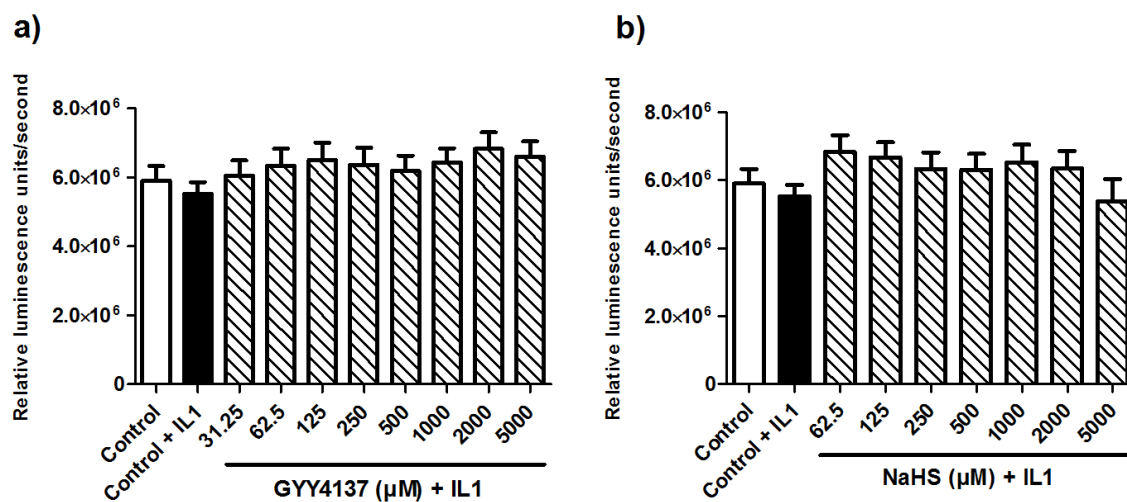 a)
Relative luminescence units/second
8.0×10⁶
6.0×10⁶
4.0×10⁶
2.0×10⁶
0
Control
Control + IL1
31.25
62.5
125
250
500
1000
2000
5000
GYY4137 (µM) + IL1
b)
Relative luminescence units/second
8.0×10⁶
6.0×10⁶
4.0×10⁶
2.0×10⁶
0
Control
Control + IL1
62.5
125
250
500
1000
2000
5000
NaHS (µM) + IL1